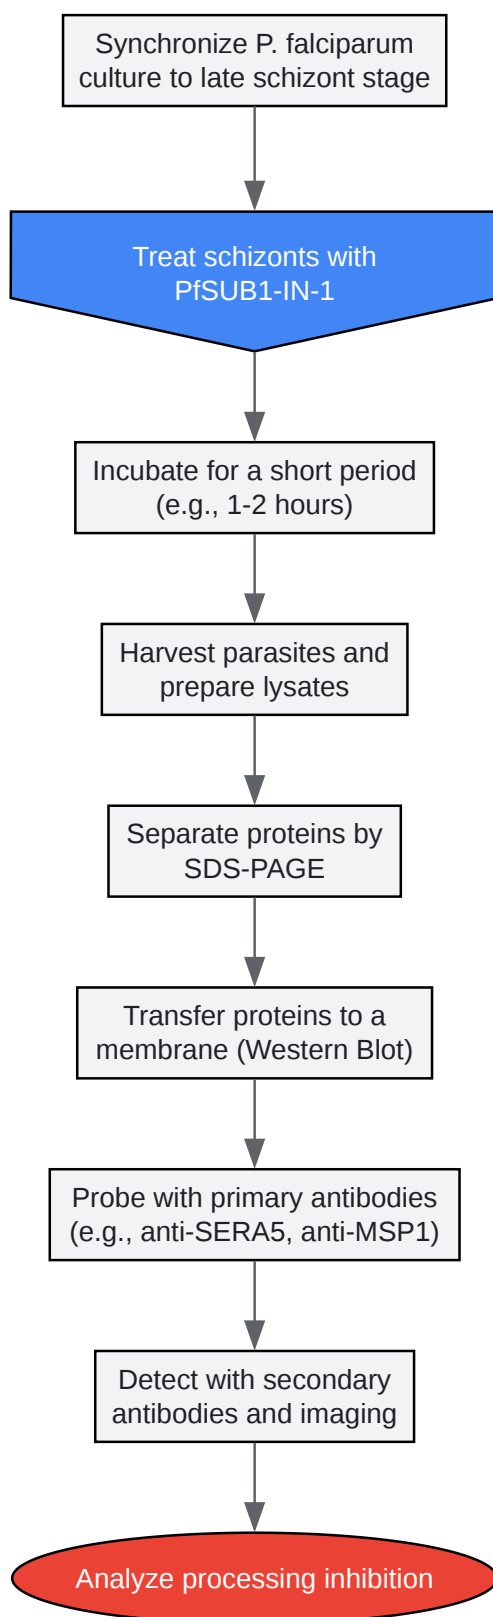 Synchronize P. falciparum
culture to late schizont stage
Treat schizonts with
PfSUB1-IN-1
Incubate for a short period
(e.g., 1-2 hours)
Harvest parasites and
prepare lysates
Separate proteins by
SDS-PAGE
Transfer proteins to a
membrane (Western Blot)
Probe with primary antibodies
(e.g., anti-SERA5, anti-MSP1)
Detect with secondary
antibodies and imaging
Analyze processing inhibition